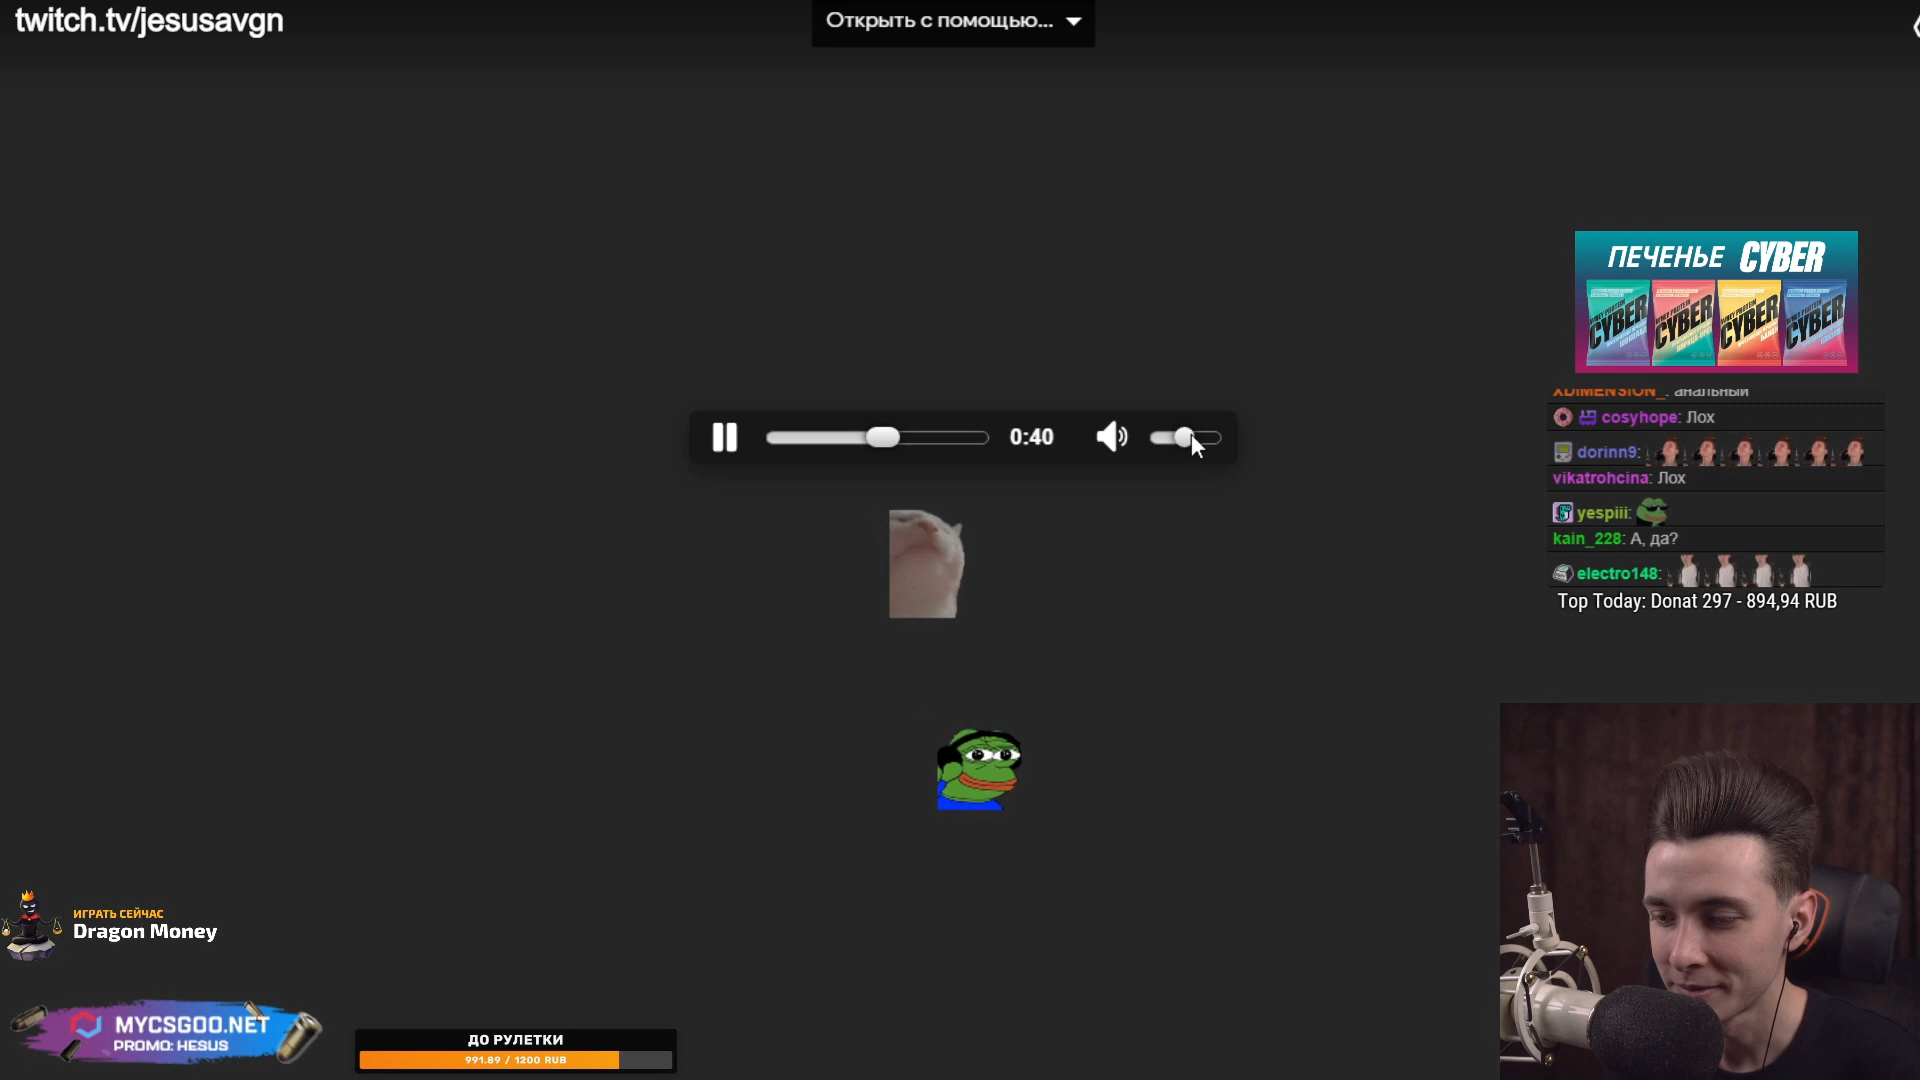 twitch.tv/jesusavgn
Открыть с помощью...
ПЕЧЕНЬЕ CYBER
CYBER CYBER CYBER CYBER
XDIMENSION_: анальный
cosyhope: Лох
dorinn9:
vikatrohcina: Лох
yespiii:
kain_228: А, да?
electro148:
Top Today: Donat 297 - 894,94 RUB
0:40
ИГРАТЬ СЕЙЧАС
Dragon Money
MYCSGOO.NET
PROMO: HESUS
ДО РУЛЕТКИ
991.89 / 1200 RUB